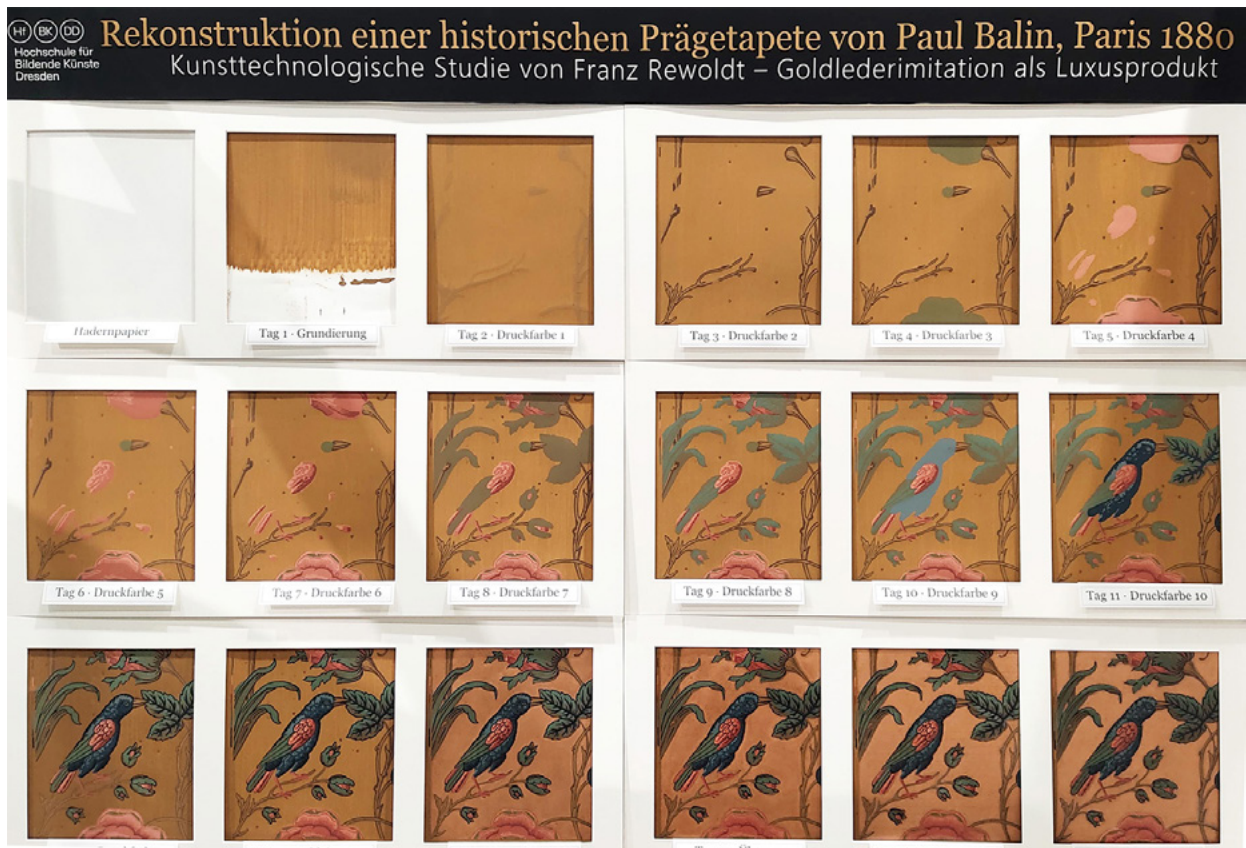 Hf BK DD
Hochschule für
Bildende Künste
Dresden
Rekonstruktion einer historischen Prägetapete von Paul Balin, Paris 1880
Kunsttechnologische Studie von Franz Rewoldt – Goldlederimitation als Luxusprodukt
Hadernpapier
Tag 1 · Grundierung
Tag 2 · Druckfarbe 1
Tag 3 · Druckfarbe 2
Tag 4 · Druckfarbe 3
Tag 5 · Druckfarbe 4
Tag 6 · Druckfarbe 5
Tag 7 · Druckfarbe 6
Tag 8 · Druckfarbe 7
Tag 9 · Druckfarbe 8
Tag 10 · Druckfarbe 9
Tag 11 · Druckfarbe 10